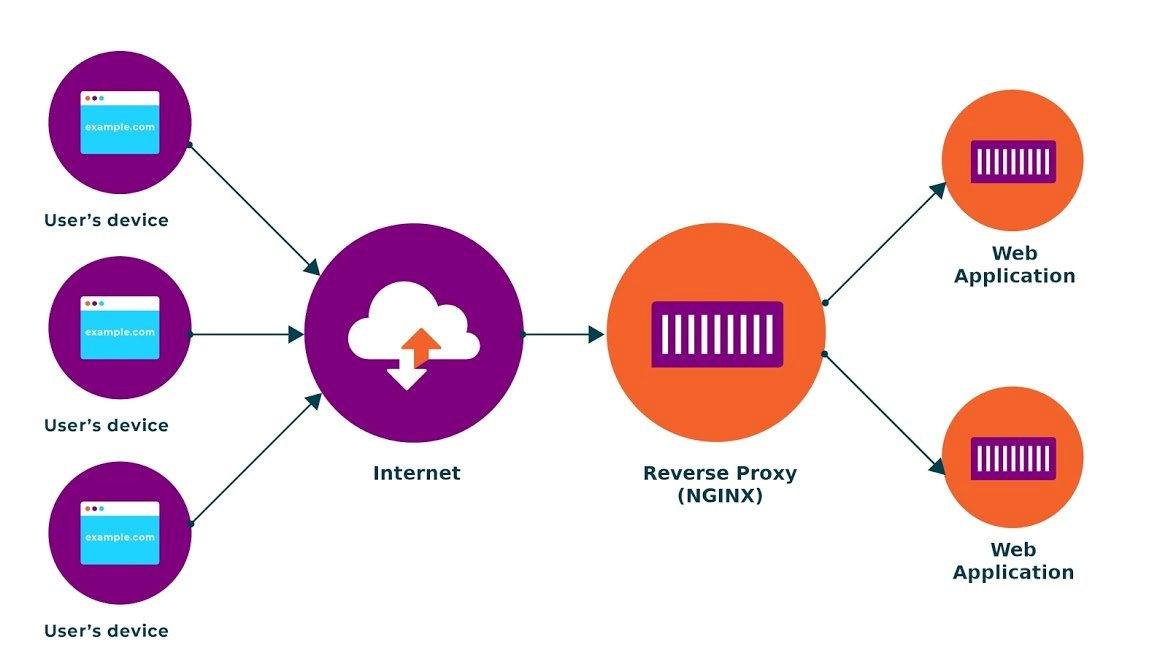 example.com
User’s device
example.com
User’s device
example.com
User’s device
Internet
Reverse Proxy
(NGINX)
Web
Application
Web
Application